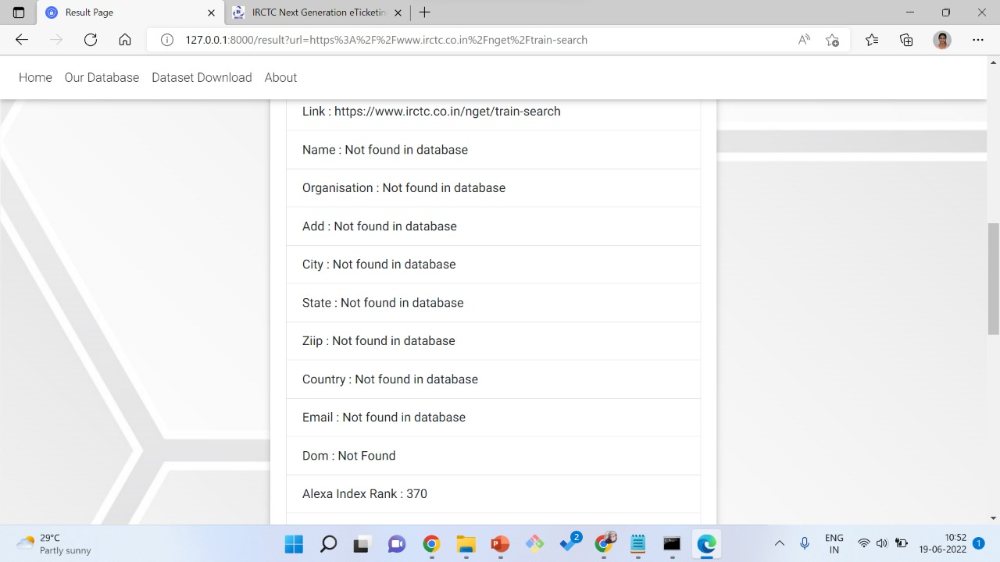 Result Page
IRCTC Next Generation eTicketin
127.0.0.1:8000/result?url=https%3A%2F%2Fwww.irctc.co.in%2Fnget%2Ftrain-search
Home Our Database Dataset Download About
Link : https://www.irctc.co.in/nget/train-search
Name : Not found in database
Organisation : Not found in database
Add : Not found in database
City : Not found in database
State : Not found in database
Ziip : Not found in database
Country : Not found in database
Email : Not found in database
Dom : Not Found
Alexa Index Rank : 370
29°C
Partly sunny
2
ENG
IN
10:52
19-06-2022
1